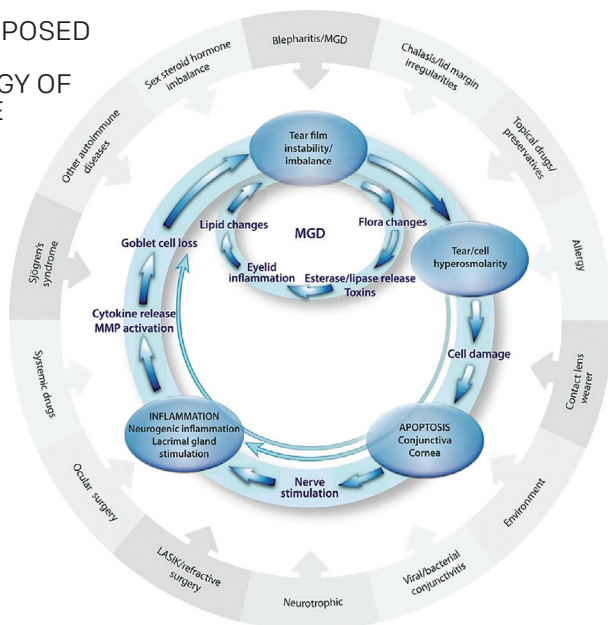 POSED
GY OF
E
Blepharitis/MGD
Chalasis/lid margin
irregularities
Topical drugs/
preservatives
Allergy
Contact lens
wearer
Environment
Viral/bacterial
conjunctivitis
Neurotrophic
LASIK/refractive
surgery
Ocular surgery
Systemic drugs
Sjögren's
syndrome
Other autoimmune
diseases
Sex steroid hormone
imbalance
Tear film
instability/
imbalance
Tear/cell
hyperosmolarity
Cell damage
APOPTOSIS
Conjunctiva
Cornea
Nerve
stimulation
INFLAMMATION
Neurogenic inflammation
Lacrimal gland
stimulation
Cytokine release
MMP activation
Goblet cell loss
MGD
Flora changes
Esterase/lipase release
Toxins
Eyelid
inflammation
Lipid changes